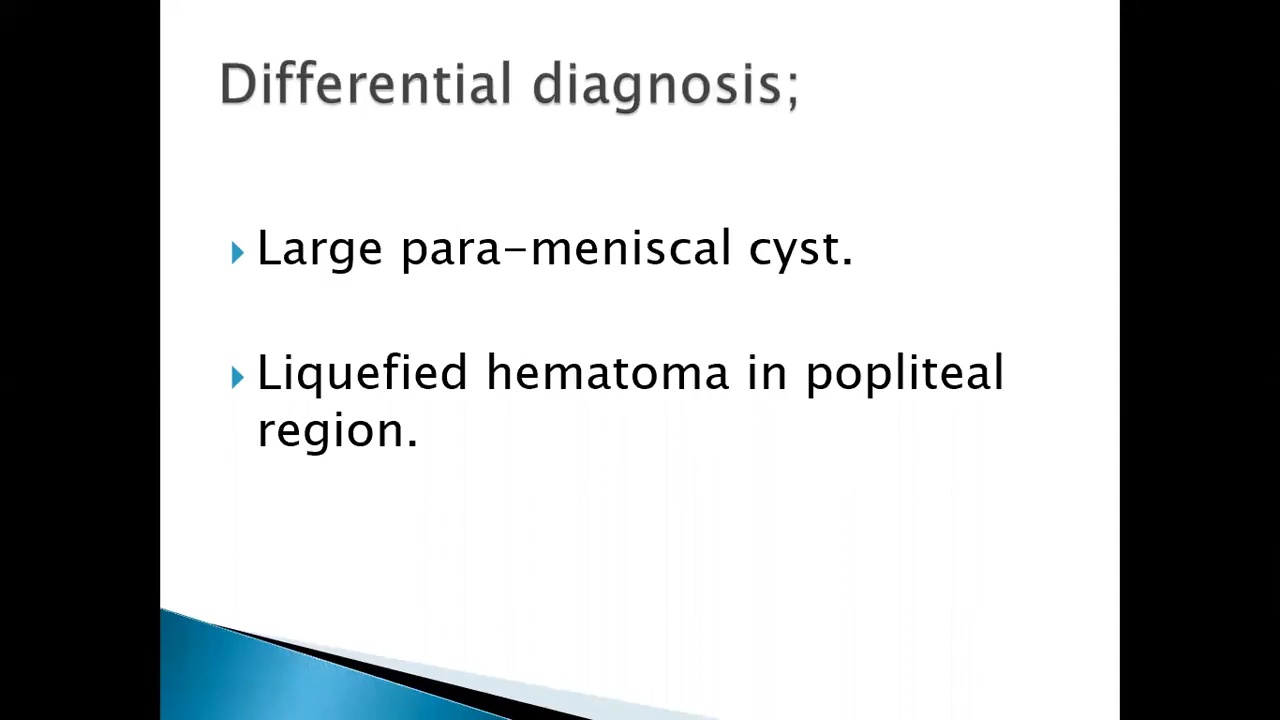 Differential diagnosis;
Large para-meniscal cyst.
Liquefied hematoma in popliteal
region.